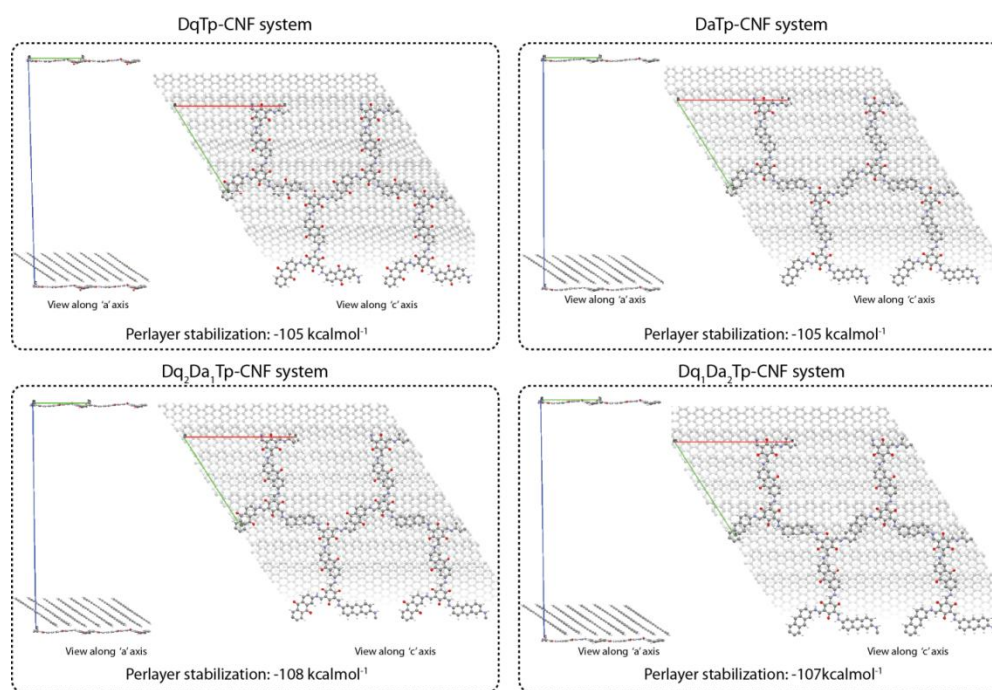 DqTp-CNF system
View along 'a' axis
View along 'c' axis
Perlayer stabilization: -105 kcalmol⁻¹
DaTp-CNF system
View along 'a' axis
View along 'c' axis
Perlayer stabilization: -105 kcalmol⁻¹
Dq₂Da₁Tp-CNF system
View along 'a' axis
View along 'c' axis
Perlayer stabilization: -108 kcalmol⁻¹
Dq₁Da₂Tp-CNF system
View along 'a' axis
View along 'c' axis
Perlayer stabilization: -107kcalmol⁻¹